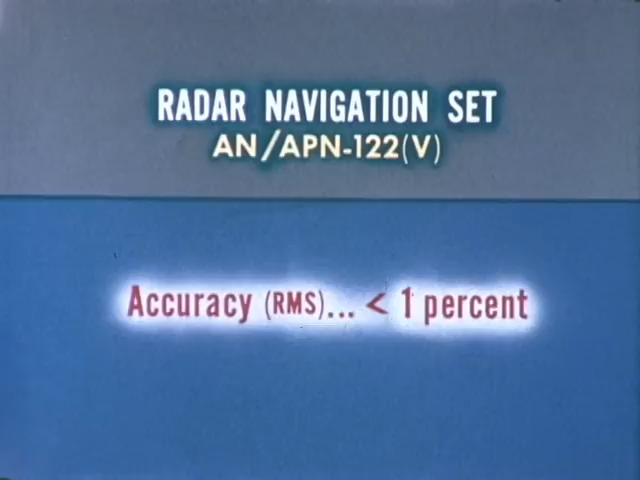 RADAR NAVIGATION SET
AN/APN-122(V)
Accuracy (RMS)... < 1 percent